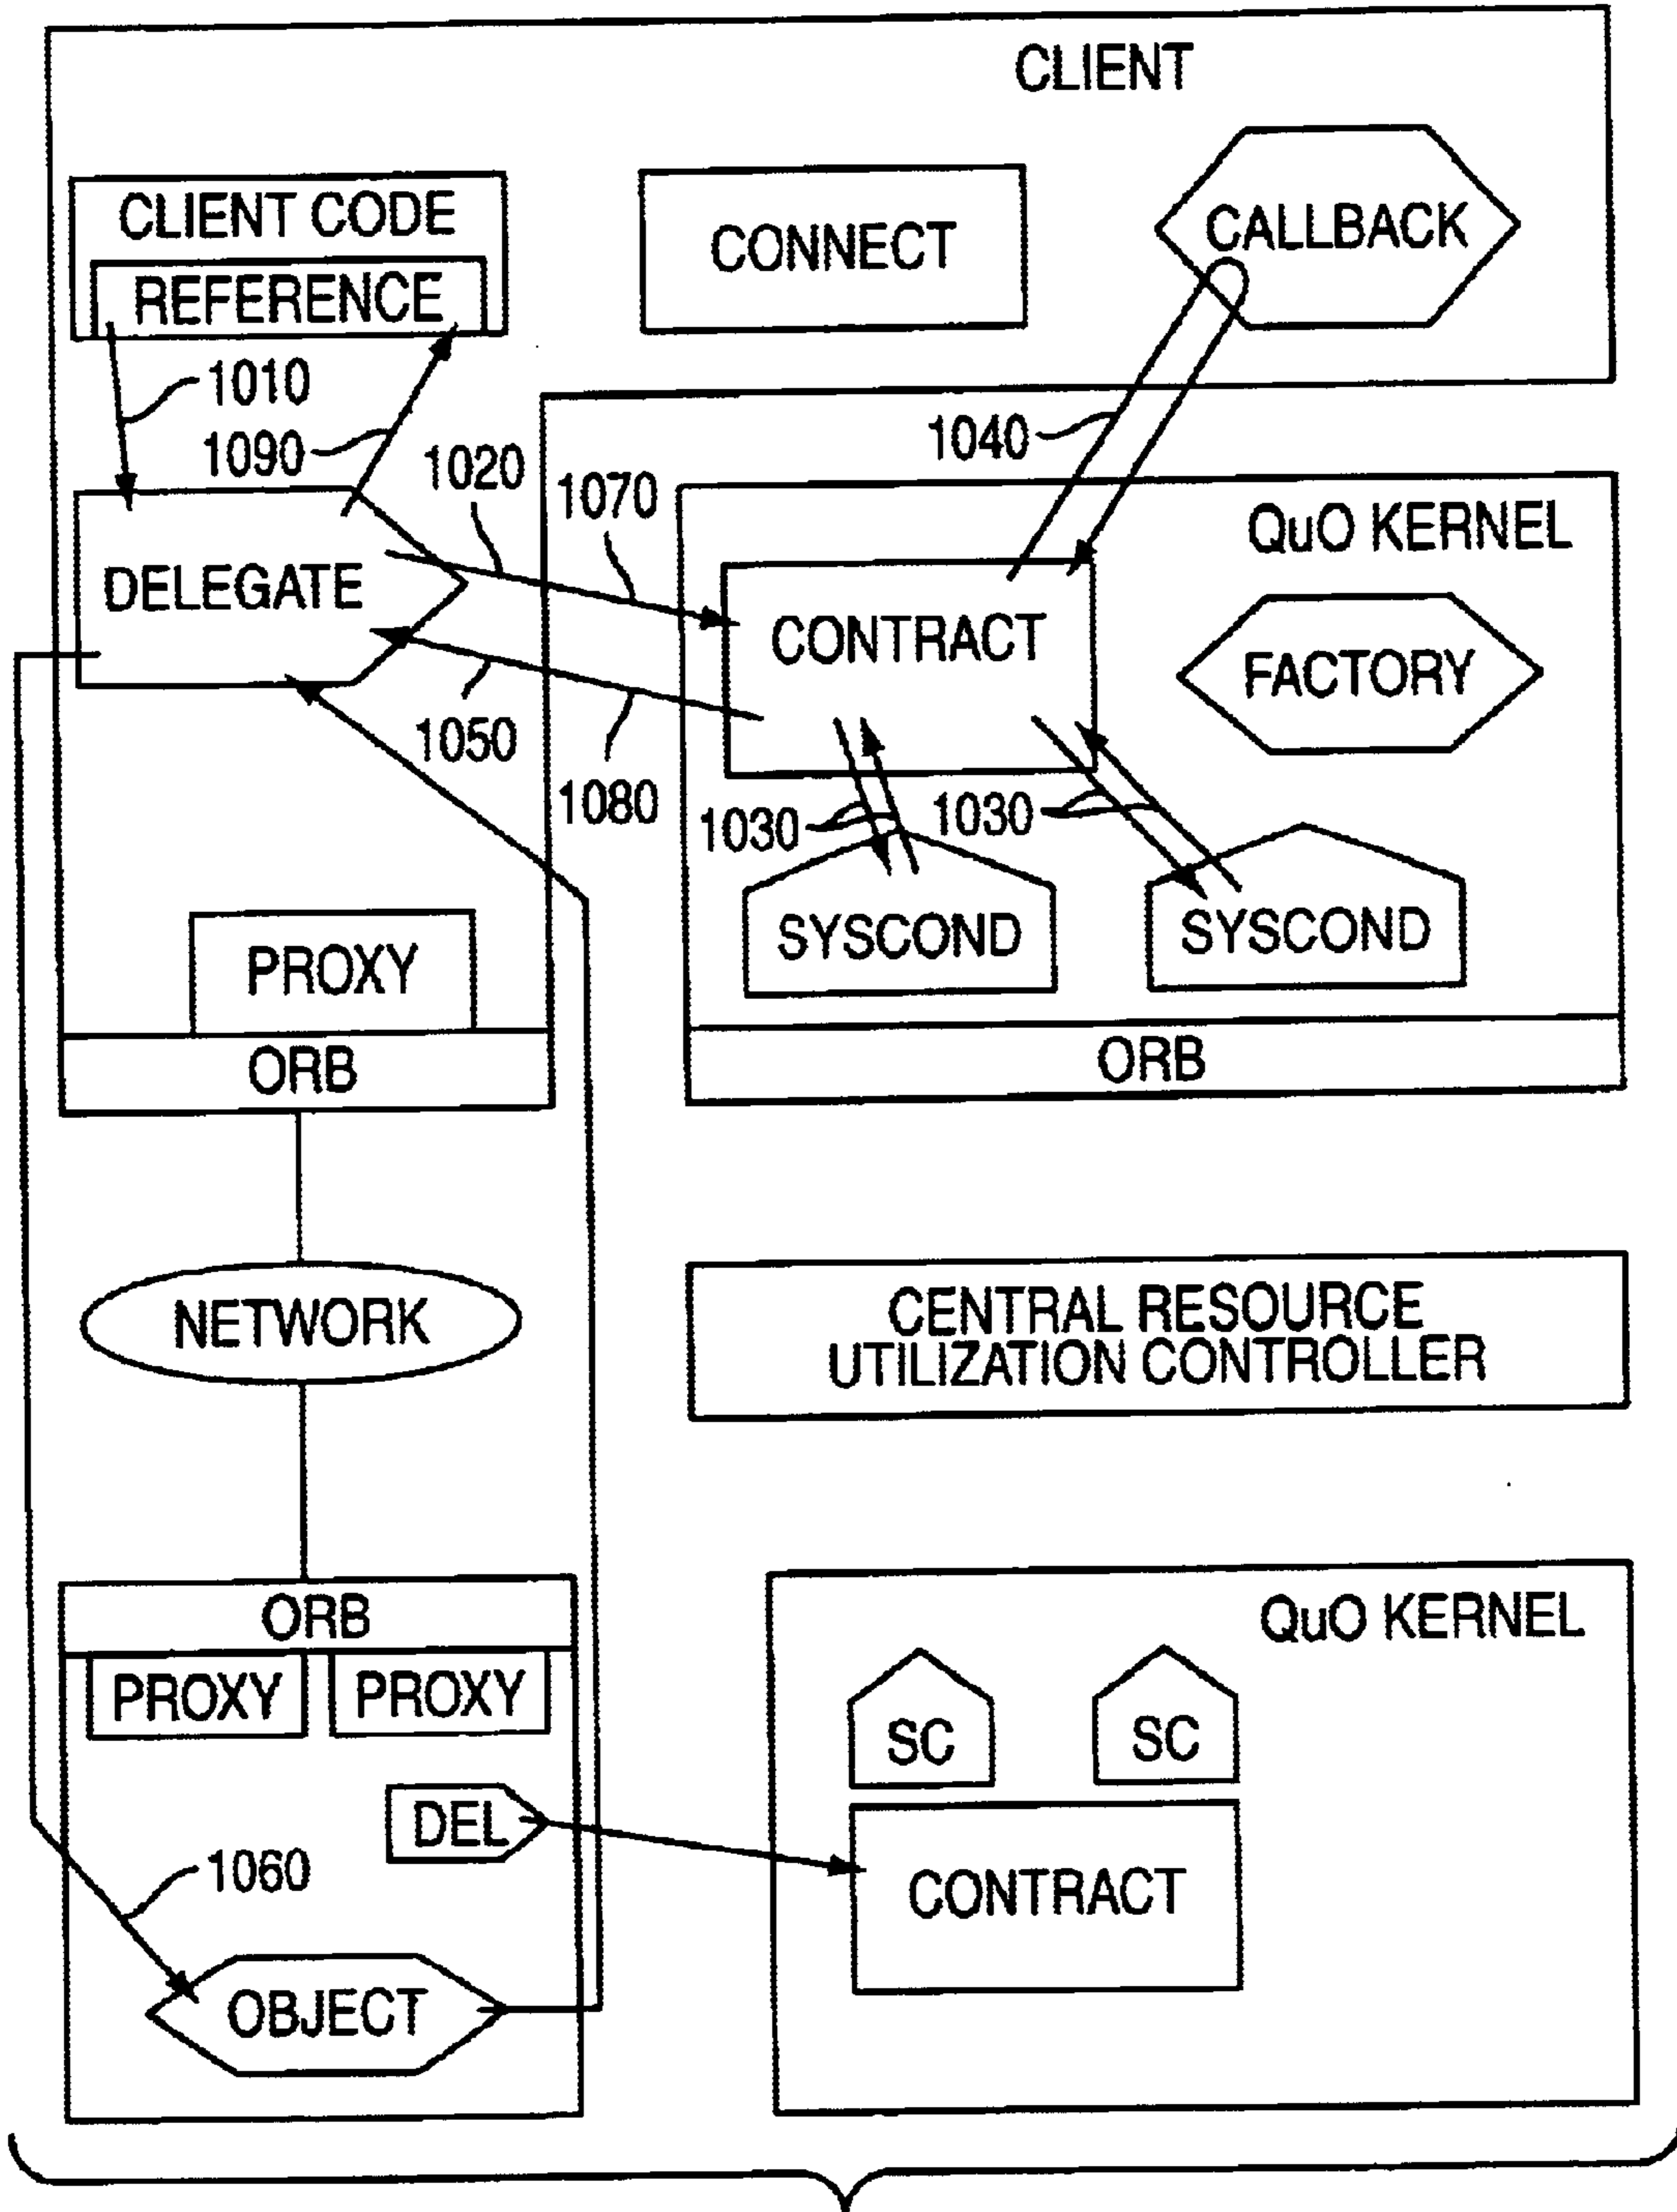 CLIENT
CLIENT CODE
REFERENCE
CONNECT
CALLBACK
1010
1090
1020
1070
1040
QuO KERNEL
DELEGATE
CONTRACT
FACTORY
1050
1080
1030
1030
SYSCOND
SYSCOND
PROXY
ORB
ORB
NETWORK
CENTRAL RESOURCE
UTILIZATION CONTROLLER
ORB
PROXY
PROXY
QuO KERNEL
SC
SC
DEL
CONTRACT
1060
OBJECT